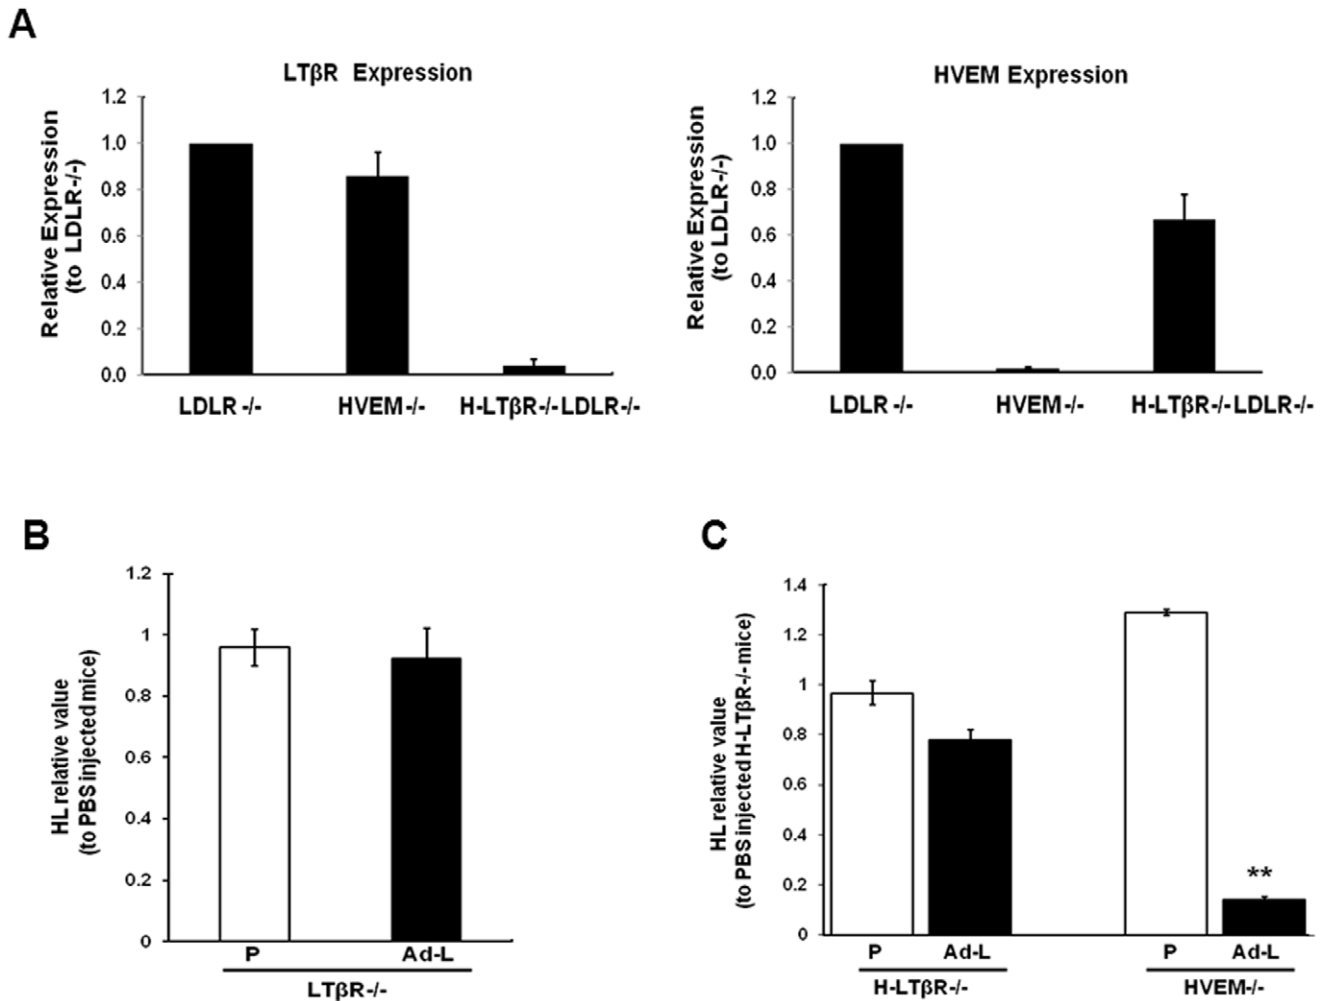 A
LTβR Expression
Relative Expression
(to LDLR-/-)
1.2
1.0
0.8
0.6
0.4
0.2
0.0
LDLR -/-
HVEM-/-
H-LTβR-/-LDLR-/-
HVEM Expression
Relative Expression
(to LDLR-/-)
1.2
1.0
0.8
0.6
0.4
0.2
0.0
LDLR -/-
HVEM-/-
H-LTβR-/-LDLR-/-
B
HL relative value
(to PBS injected mice)
1.2
1
0.8
0.6
0.4
0.2
0
P
Ad-L
LTβR-/-
C
HL relative value
(to PBS injected H-LTβR-/-mice)
1.4
1.2
1
0.8
0.6
0.4
0.2
0
**
P
Ad-L
P
Ad-L
H-LTβR-/-
HVEM-/-